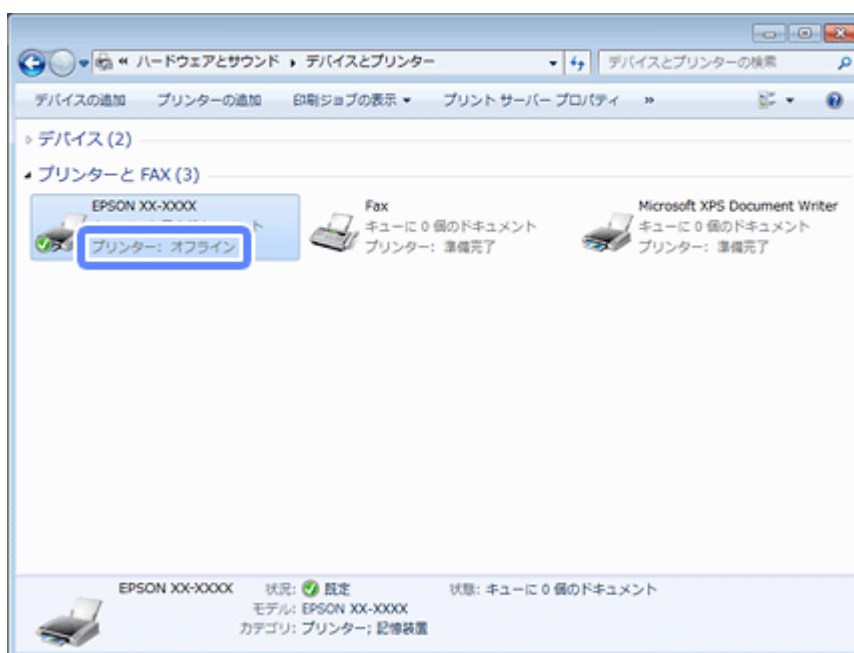 « ハードウェアとサウンド ▸ デバイスとプリンター
デバイスとプリンターの検索
デバイスの追加 プリンターの追加 印刷ジョブの表示 プリント サーバー プロパティ »
デバイス (2)
プリンターと FAX (3)
EPSON XX-XXXX
プリンター: オフライン
Fax
キューに 0 個のドキュメント
プリンター: 準備完了
Microsoft XPS Document Writer
キューに 0 個のドキュメント
プリンター: 準備完了
EPSON XX-XXXX 状況: 既定 状態: キューに 0 個のドキュメント
モデル: EPSON XX-XXXX
カテゴリ: プリンター; 記憶装置